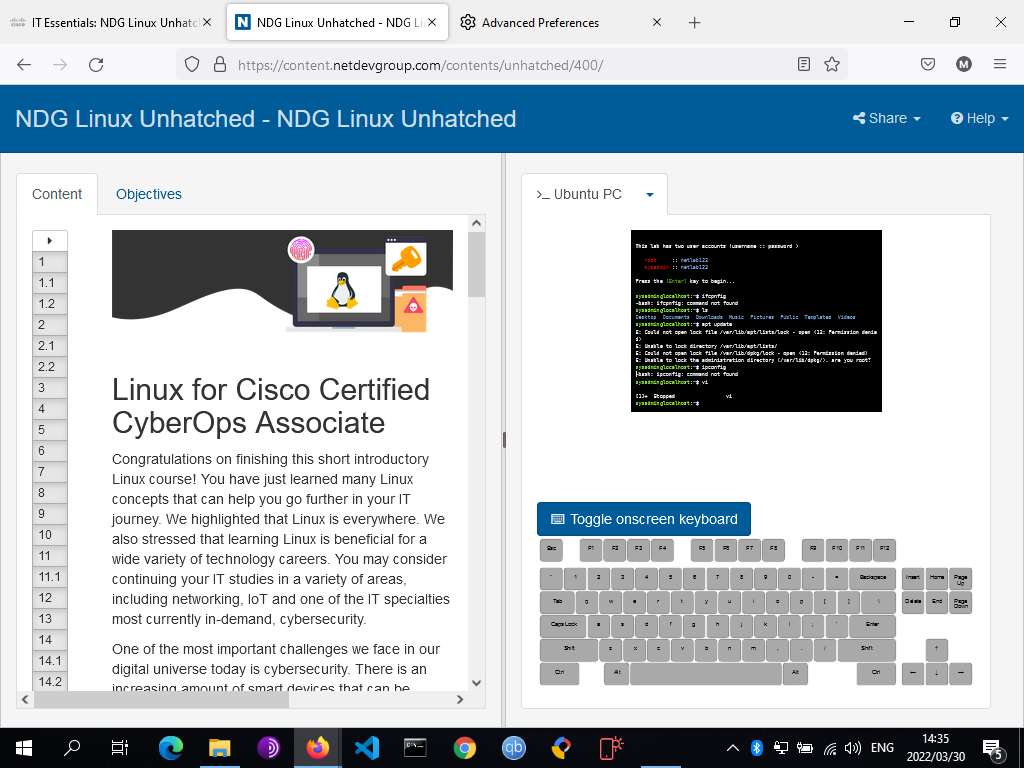 IT Essentials: NDG Linux Unhatc
NDG Linux Unhatched - NDG Li
Advanced Preferences
https://content.netdevgroup.com/contents/unhatched/400/
M
NDG Linux Unhatched - NDG Linux Unhatched
Share
Help
Content
Objectives
>_ Ubuntu PC
1
1.1
1.2
2
2.1
2.2
3
4
5
6
7
8
9
10
11
11.1
12
13
14
14.1
14.2
Linux for Cisco Certified
CyberOps Associate
Congratulations on finishing this short introductory
Linux course! You have just learned many Linux
concepts that can help you go further in your IT
journey. We highlighted that Linux is everywhere. We
also stressed that learning Linux is beneficial for a
wide variety of technology careers. You may consider
continuing your IT studies in a variety of areas,
including networking, IoT and one of the IT specialties
most currently in-demand, cybersecurity.
One of the most important challenges we face in our
digital universe today is cybersecurity. There is an
increasing amount of smart devices that can be
This lab has two user accounts (username :: password )
root :: netlab123
sysadmin :: netlab123
Press the [Enter] key to begin...
sysadmin@localhost:~$ ifcpnfig
-bash: ifcpnfig: command not found
sysadmin@localhost:~$ ls
Desktop Documents Downloads Music Pictures Public Templates Videos
sysadmin@localhost:~$ apt update
E: Could not open lock file /var/lib/apt/lists/lock - open (13: Permission denie
d)
E: Unable to lock directory /var/lib/apt/lists/
E: Could not open lock file /var/lib/dpkg/lock - open (13: Permission denied)
E: Unable to lock the administration directory (/var/lib/dpkg/), are you root?
sysadmin@localhost:~$ ipconfig
-bash: ipconfig: command not found
sysadmin@localhost:~$ vi
[1]+ Stopped vi
sysadmin@localhost:~$
Toggle onscreen keyboard
Esc F1 F2 F3 F4 F5 F6 F7 F8 F9 F10 F11 F12
` 1 2 3 4 5 6 7 8 9 0 - = Backspace Insert Home Page Up
Tab q w e r t y u i o p [ ] \ Delete End Page Down
Caps Lock a s d f g h j k l ; ' Enter
Shift z x c v b n m , . / Shift ↑
Ctrl Alt Alt Ctrl ← ↓ →
qb
ENG
14:35
2022/03/30
5